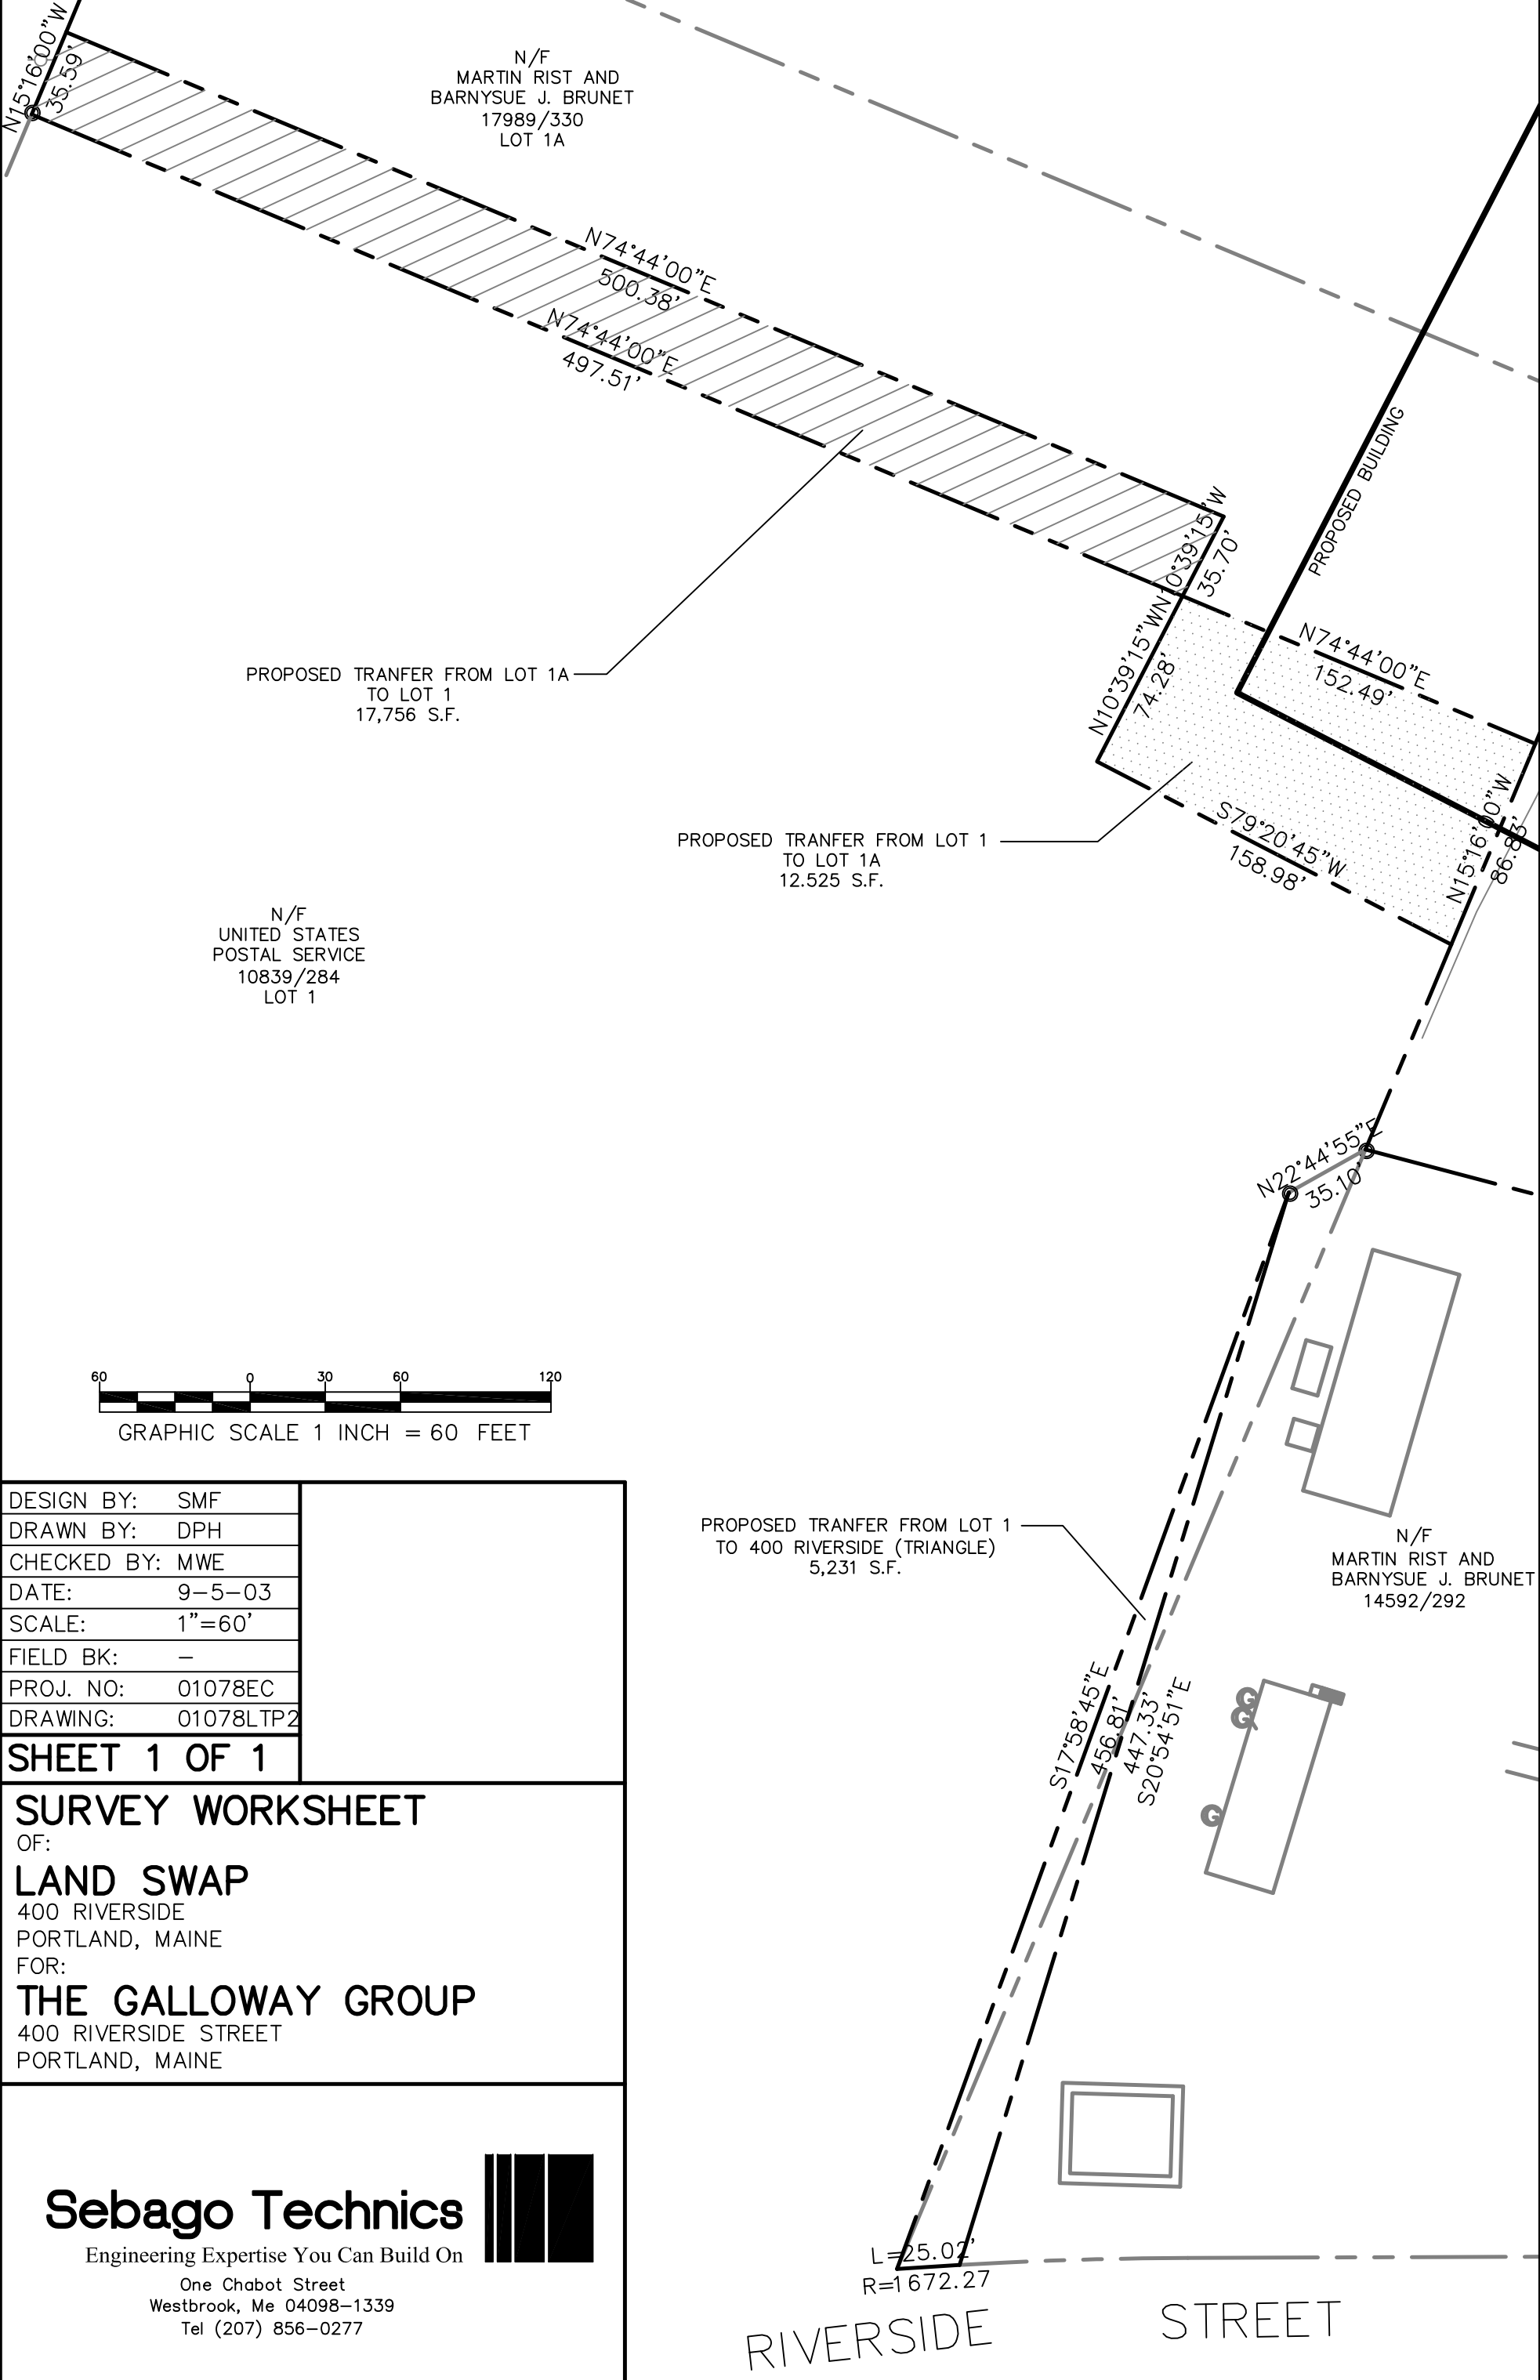 N15°16'00"W
35.59'
N/F
MARTIN RIST AND
BARNYSUE J. BRUNET
17989/330
LOT 1A
N74°44'00"E
500.38'
N74°44'00"E
497.51'
PROPOSED BUILDING
N10°39'15"W
35.70'
N10°39'15"W
74.28'
N74°44'00"E
152.49'
PROPOSED TRANFER FROM LOT 1A
TO LOT 1
17,756 S.F.
PROPOSED TRANFER FROM LOT 1
TO LOT 1A
12.525 S.F.
S79°20'45"W
158.98'
N15°16'00"W
86.83'
N/F
UNITED STATES
POSTAL SERVICE
10839/284
LOT 1
N22°44'55"E
35.10'
60 0 30 60 120
GRAPHIC SCALE 1 INCH = 60 FEET
PROPOSED TRANFER FROM LOT 1
TO 400 RIVERSIDE (TRIANGLE)
5,231 S.F.
N/F
MARTIN RIST AND
BARNYSUE J. BRUNET
14592/292
S17°58'45"E
456.81'
447.33'
S20°54'51"E
G
G
G
DESIGN BY: SMF
DRAWN BY: DPH
CHECKED BY: MWE
DATE: 9-5-03
SCALE: 1"=60'
FIELD BK: -
PROJ. NO: 01078EC
DRAWING: 01078LTP2
SHEET 1 OF 1
SURVEY WORKSHEET
OF:
LAND SWAP
400 RIVERSIDE
PORTLAND, MAINE
FOR:
THE GALLOWAY GROUP
400 RIVERSIDE STREET
PORTLAND, MAINE
Sebago Technics
Engineering Expertise You Can Build On
One Chabot Street
Westbrook, Me 04098-1339
Tel (207) 856-0277
L=25.02'
R=1672.27
RIVERSIDE STREET